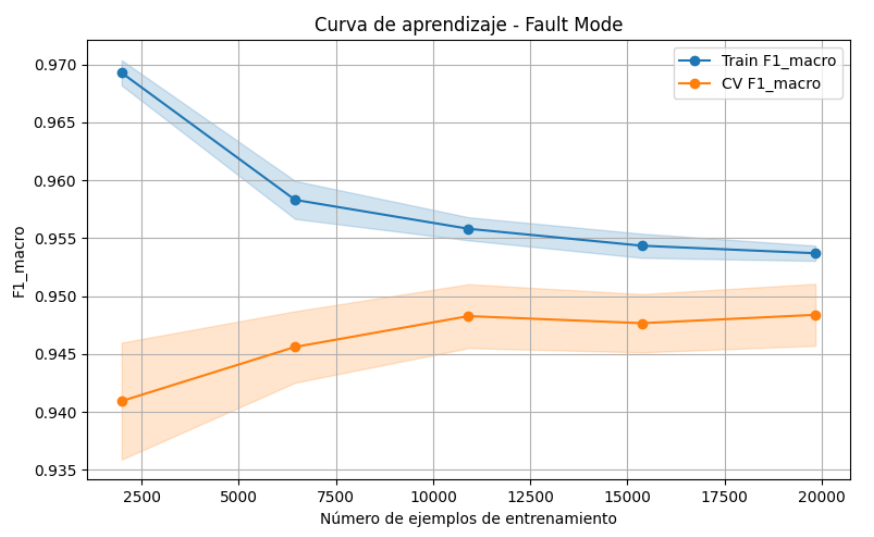 Curva de aprendizaje - Fault Mode
Train F1_macro
CV F1_macro
F1_macro
0.970
0.965
0.960
0.955
0.950
0.945
0.940
0.935
2500 5000 7500 10000 12500 15000 17500 20000
Número de ejemplos de entrenamiento